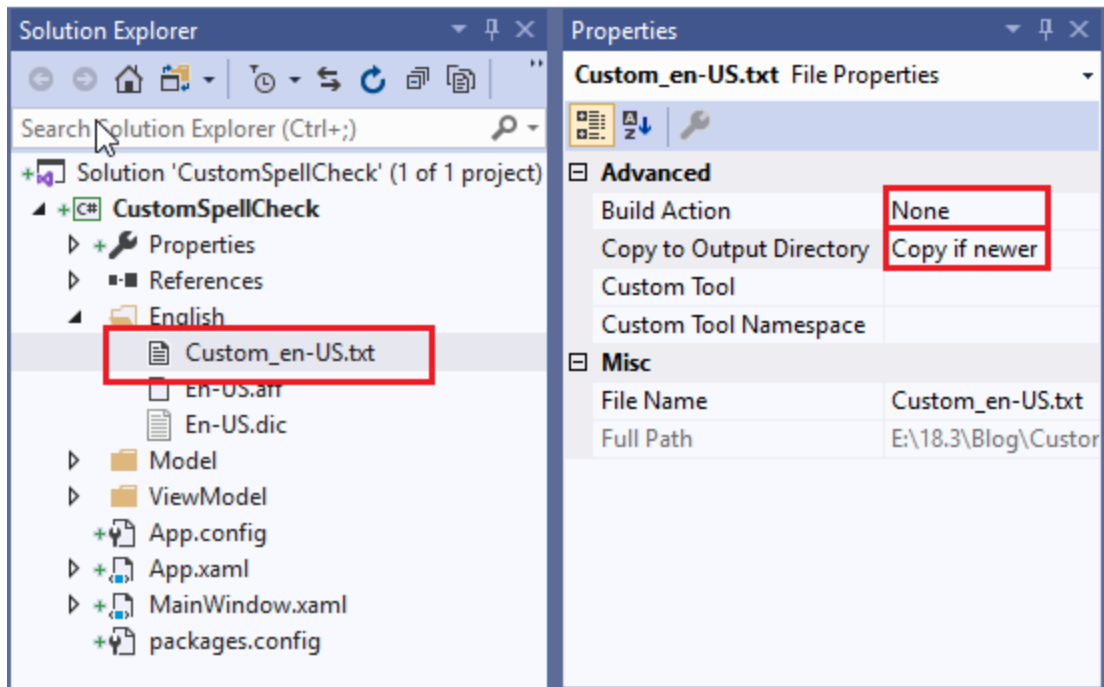 Solution Explorer
Search Solution Explorer (Ctrl+;)
Solution 'CustomSpellCheck' (1 of 1 project)
C# CustomSpellCheck
Properties
References
English
Custom_en-US.txt
En-US.aff
En-US.dic
Model
ViewModel
App.config
App.xaml
MainWindow.xaml
packages.config
Properties
Custom_en-US.txt File Properties
Advanced
Build Action None
Copy to Output Directory Copy if newer
Custom Tool
Custom Tool Namespace
Misc
File Name Custom_en-US.txt
Full Path E:\18.3\Blog\Custor